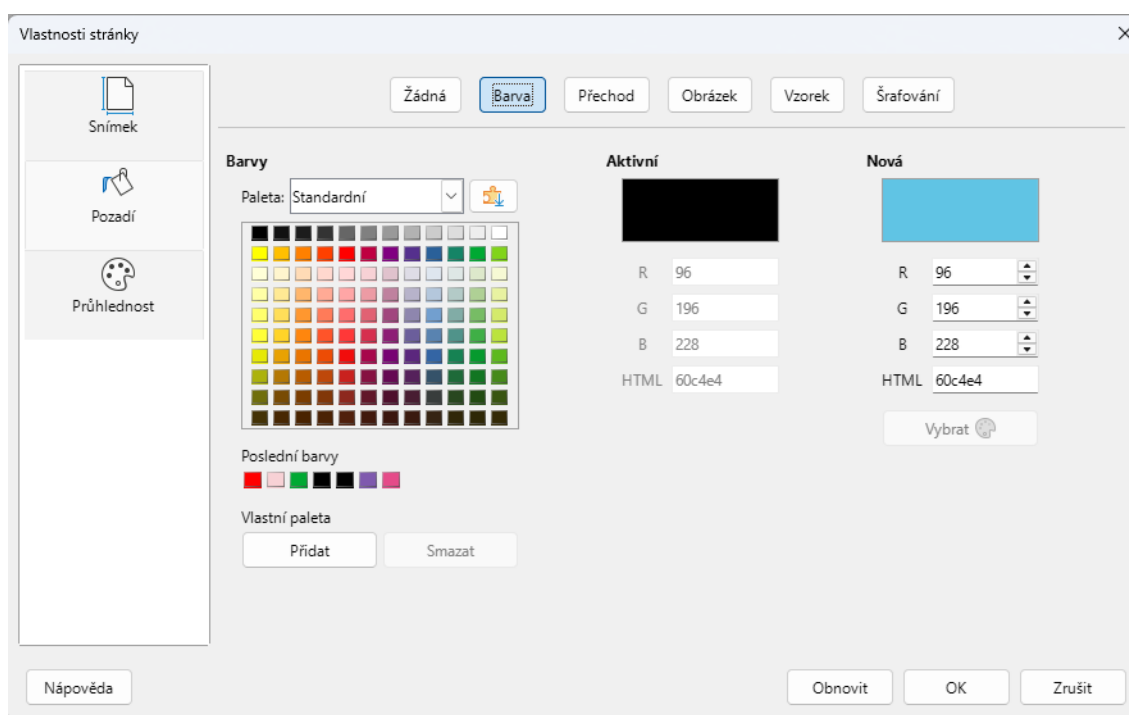 Vlastnosti stránky
Snímek
Pozadí
Průhlednost
Žádná Barva Přechod Obrázek Vzorek Šrafování
Barvy
Paleta: Standardní
Poslední barvy
Vlastní paleta
Přidat Smazat
Aktivní
R 96
G 196
B 228
HTML 60c4e4
Nová
R 96
G 196
B 228
HTML 60c4e4
Vybrat
Nápověda Obnovit OK Zrušit